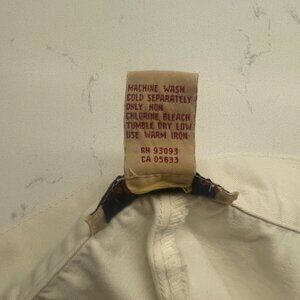 MACHINE WASH
COLD SEPARATELY
ONLY NON
CHLORINE BLEACH
TUMBLE DRY LOW
USE WARM IRON
RN 93093
CA 05633